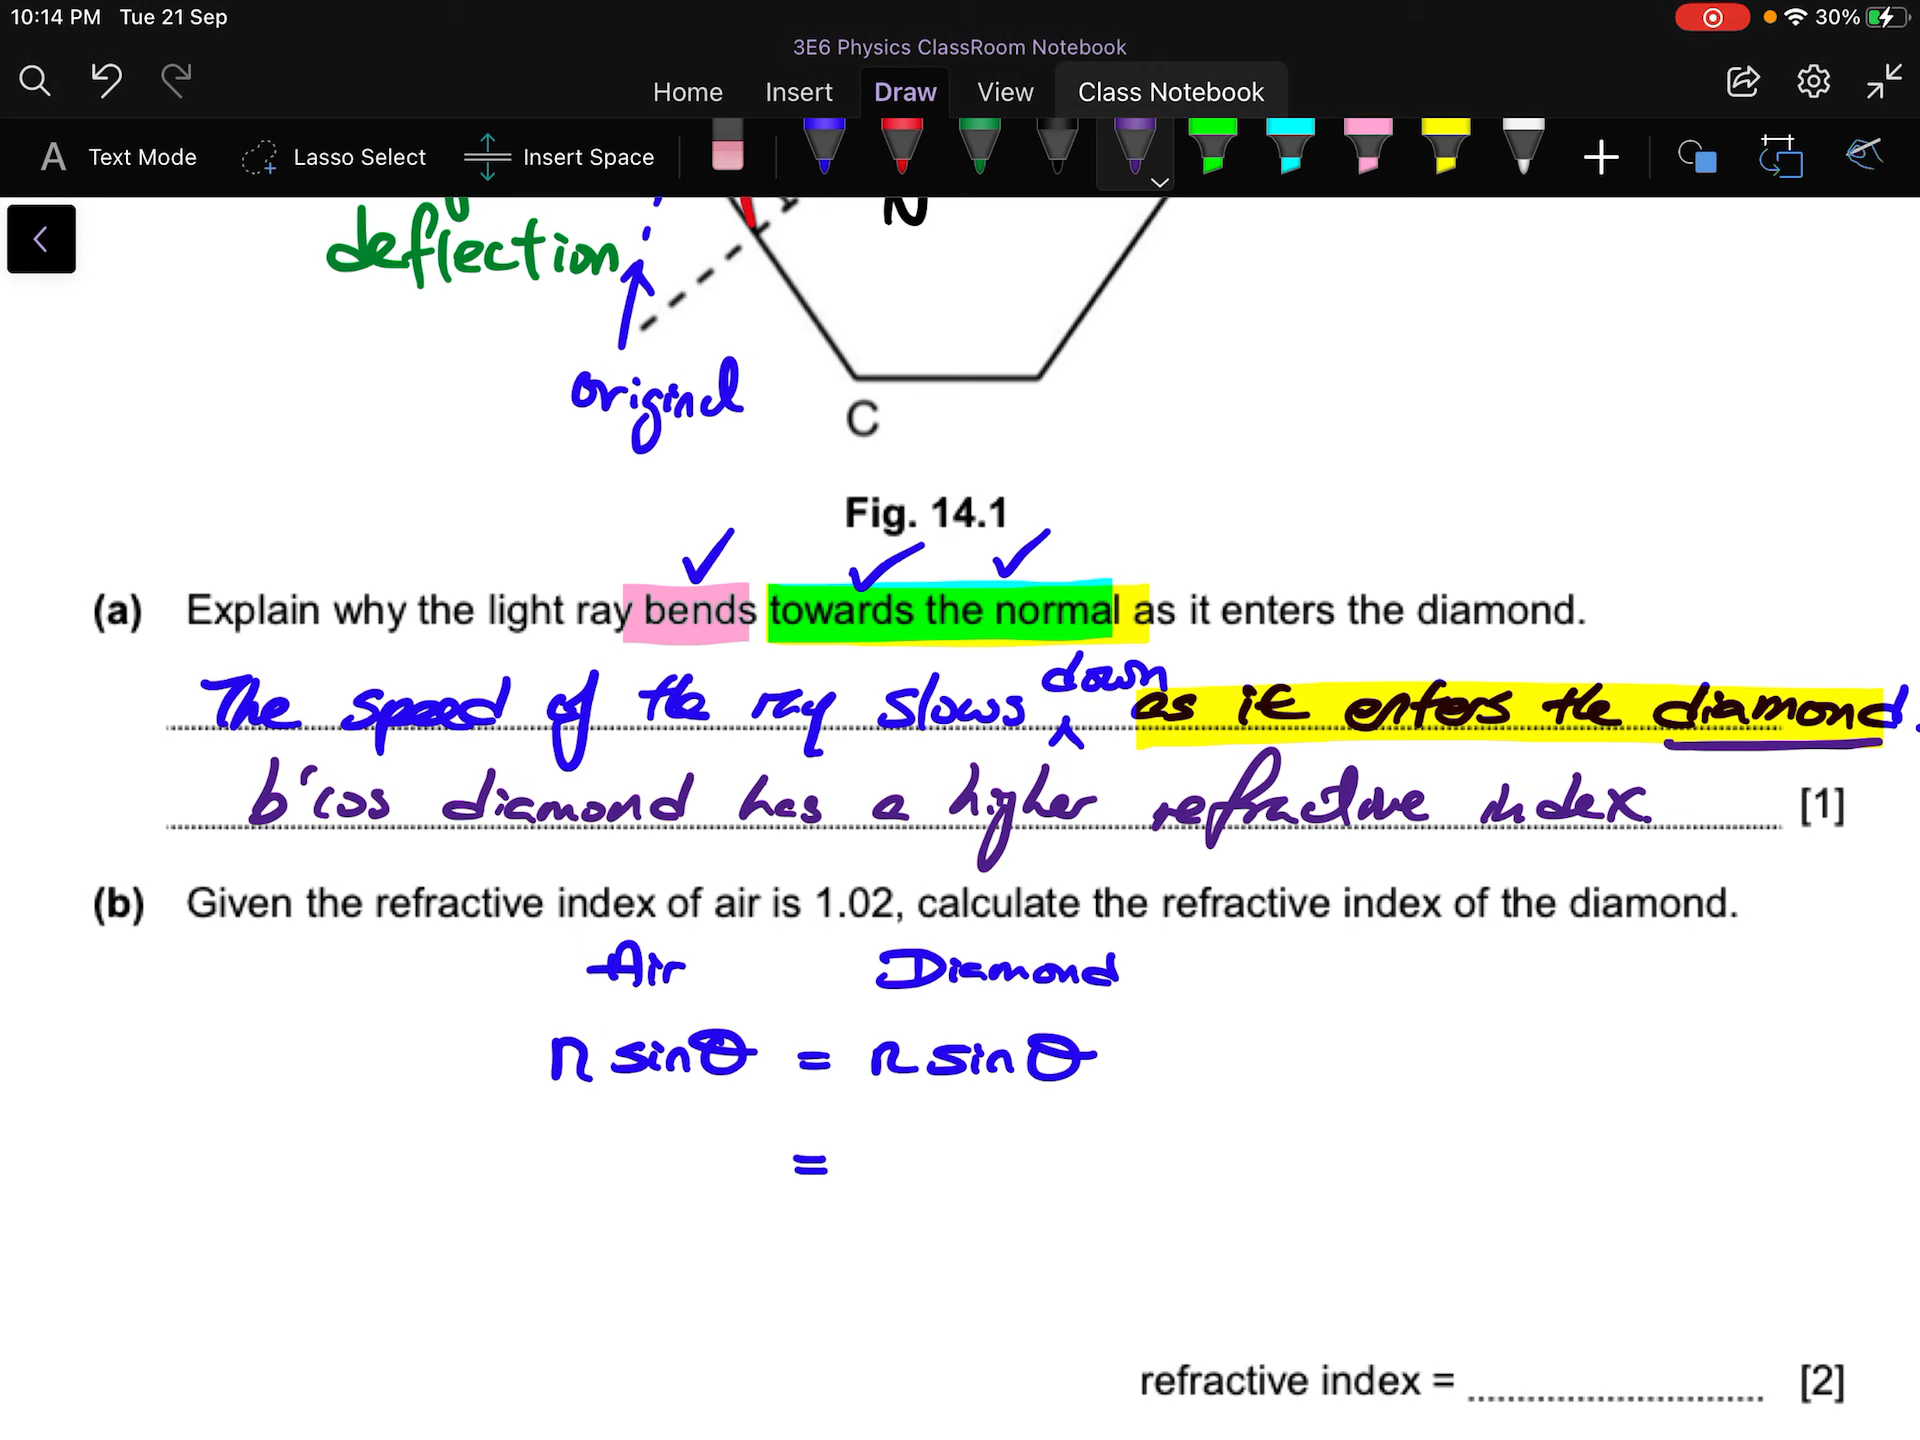 10:14 PM Tue 21 Sep
30%
3E6 Physics ClassRoom Notebook
Home Insert Draw View Class Notebook
A Text Mode Lasso Select Insert Space
N
deflection
original
C
Fig. 14.1
(a) Explain why the light ray bends towards the normal as it enters the diamond.
down
The speed of the ray slows ^ as it enters the diamond.
b'cos diamond has a higher refractive index [1]
(b) Given the refractive index of air is 1.02, calculate the refractive index of the diamond.
Air Diamond
n sinθ = n sin θ
=
refractive index = .............................. [2]